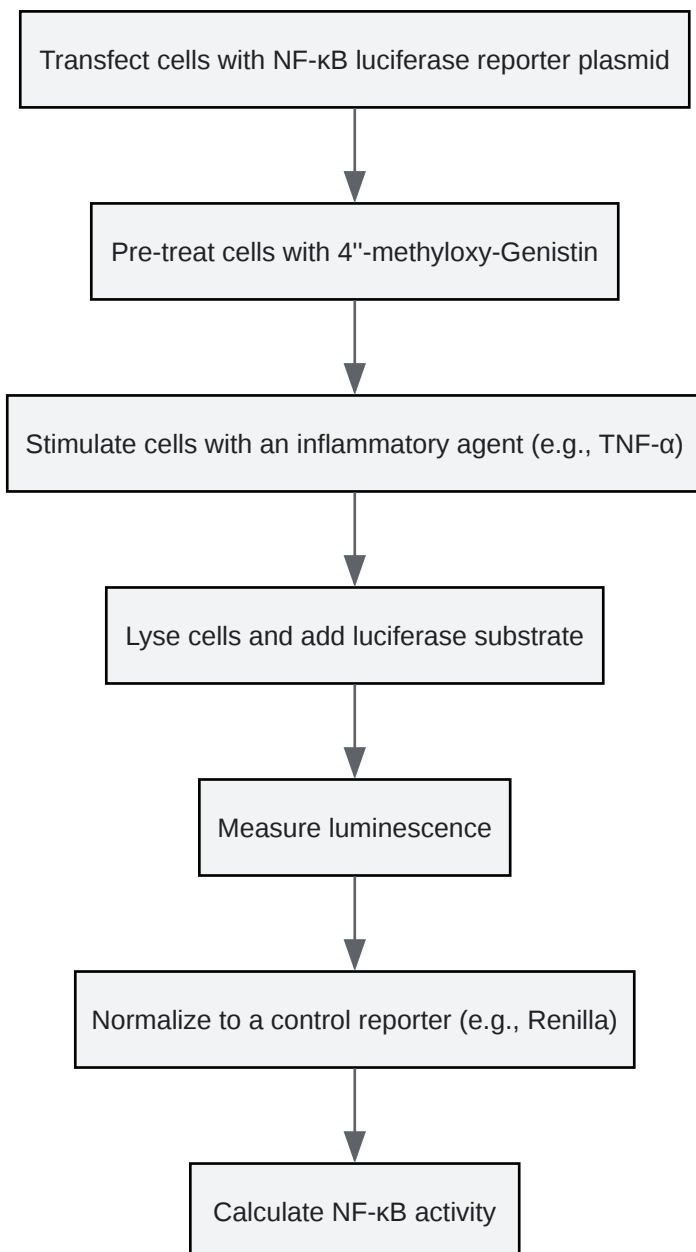 Transfect cells with NF-κB luciferase reporter plasmid
Pre-treat cells with 4''-methyloxy-Genistin
Stimulate cells with an inflammatory agent (e.g., TNF-α)
Lyse cells and add luciferase substrate
Measure luminescence
Normalize to a control reporter (e.g., Renilla)
Calculate NF-κB activity